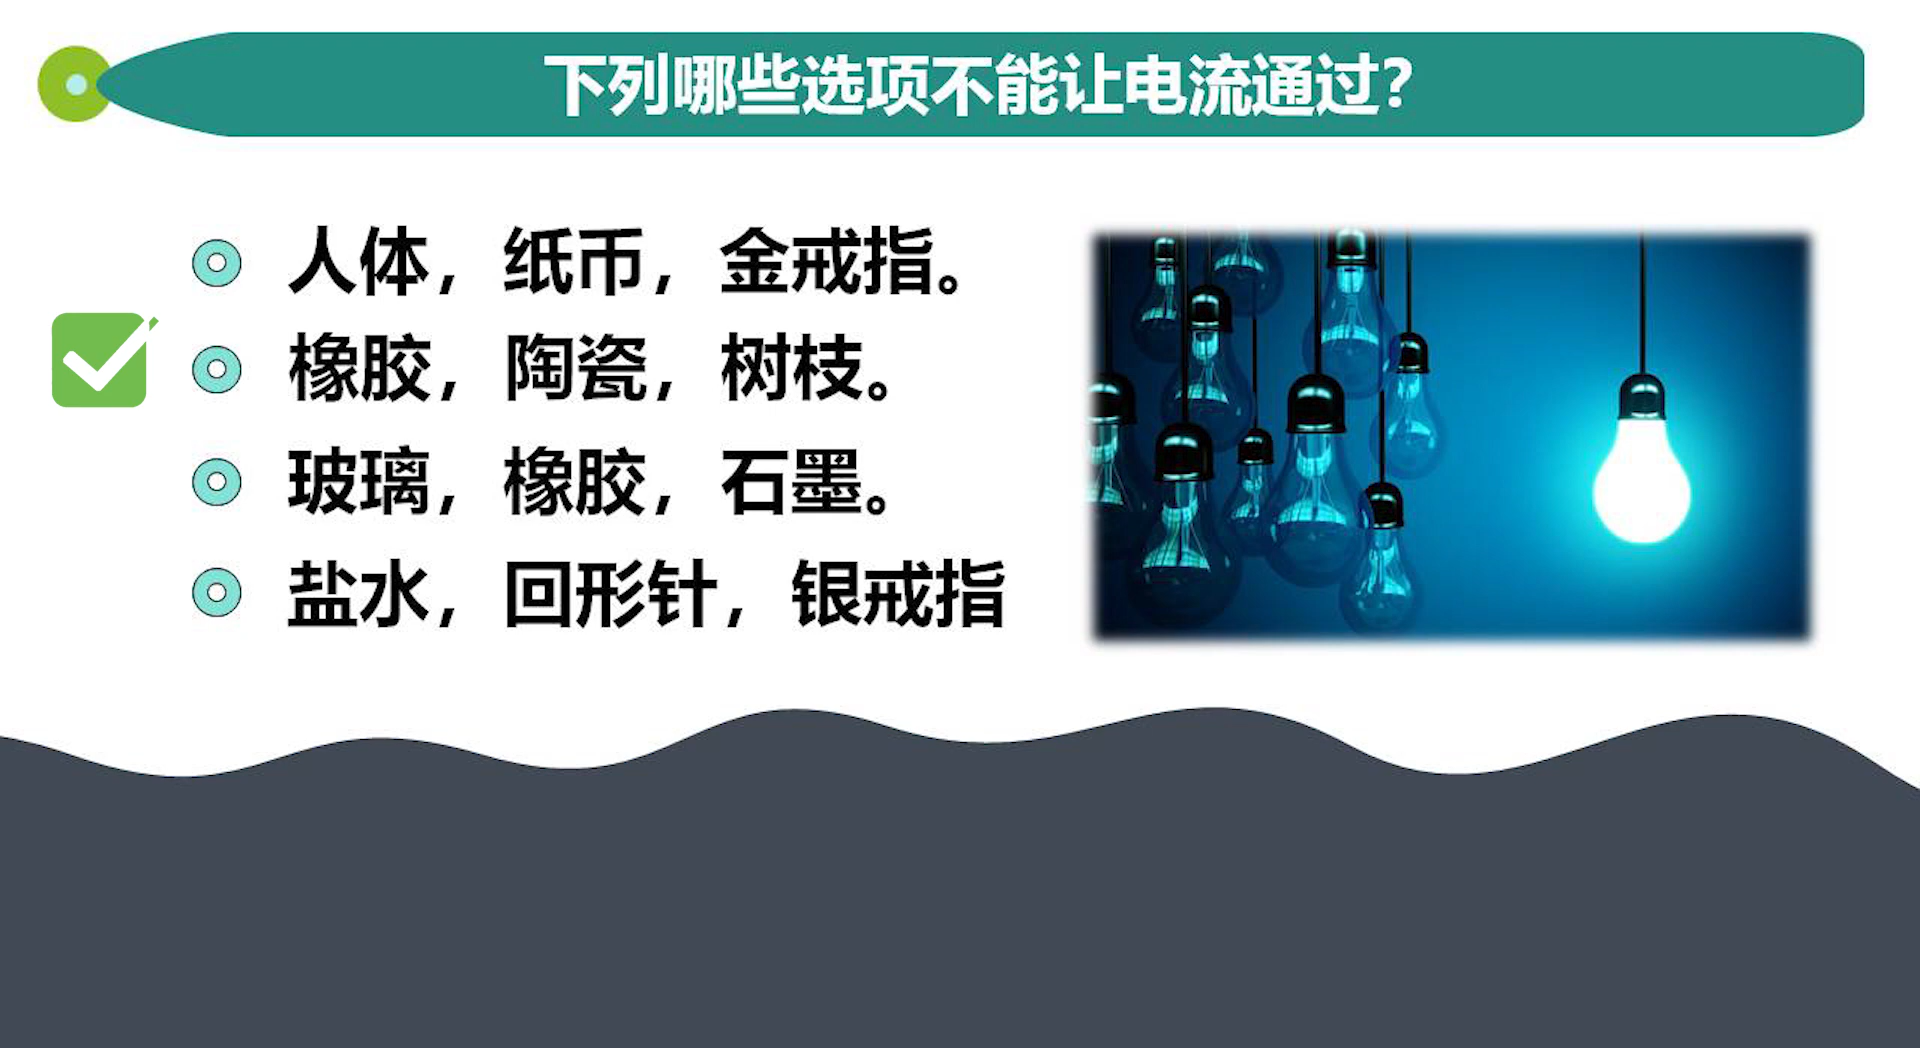 下列哪些选项不能让电流通过？
人体，纸币，金戒指。
橡胶，陶瓷，树枝。
玻璃，橡胶，石墨。
盐水，回形针，银戒指